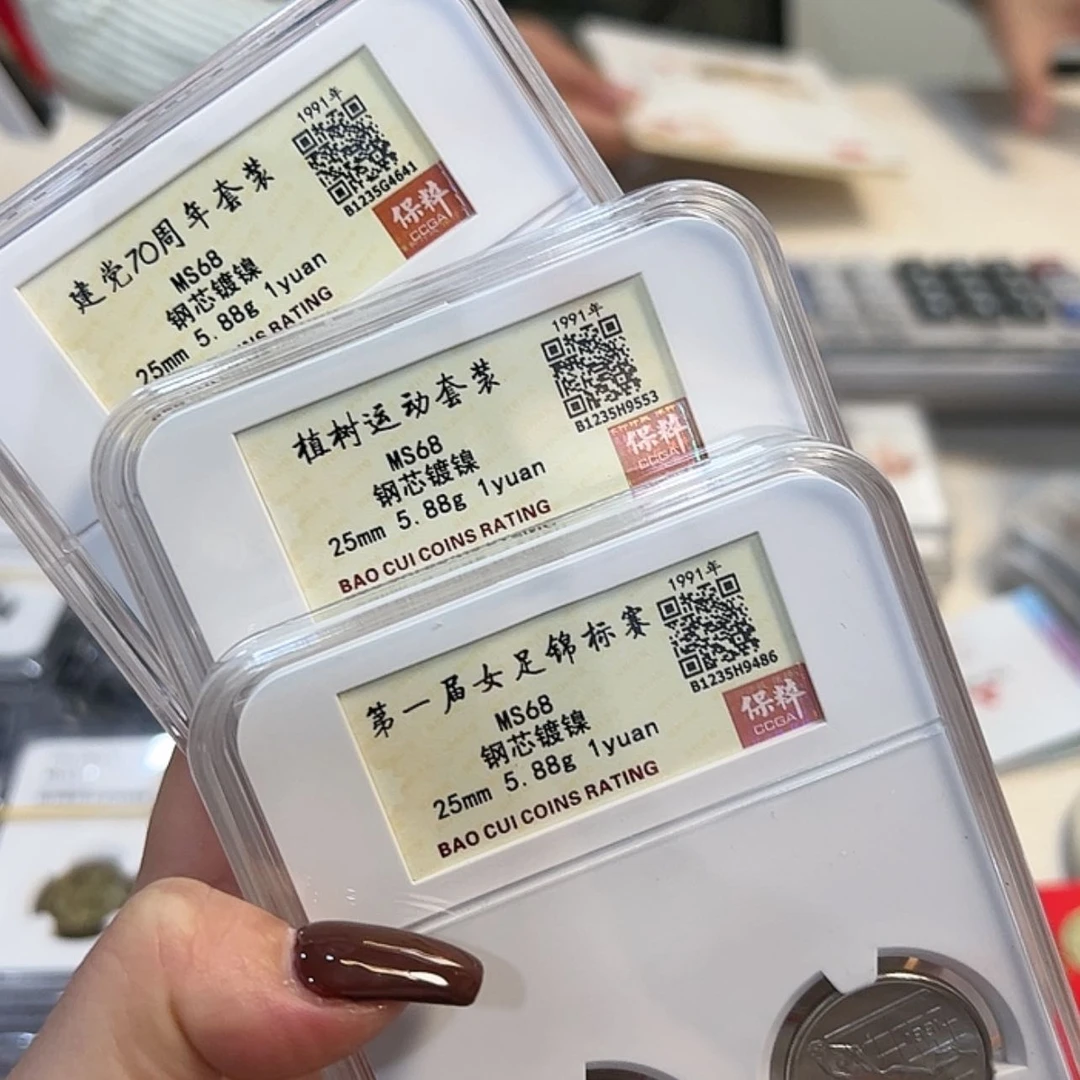 1991年
B1235G4641
保粹
CCGA
建党70周年套装
MS68
钢芯镀镍
25mm 5.88g 1yuan
INS RATING
1991年
B1235H9553
保粹
CCGA
植树运动套装
MS68
钢芯镀镍
25mm 5.88g 1yuan
BAO CUI COINS RATING
1991年
B1235H9486
保粹
CCGA
第一届女足锦标赛
MS68
钢芯镀镍
25mm 5.88g 1yuan
BAO CUI COINS RATING
1991